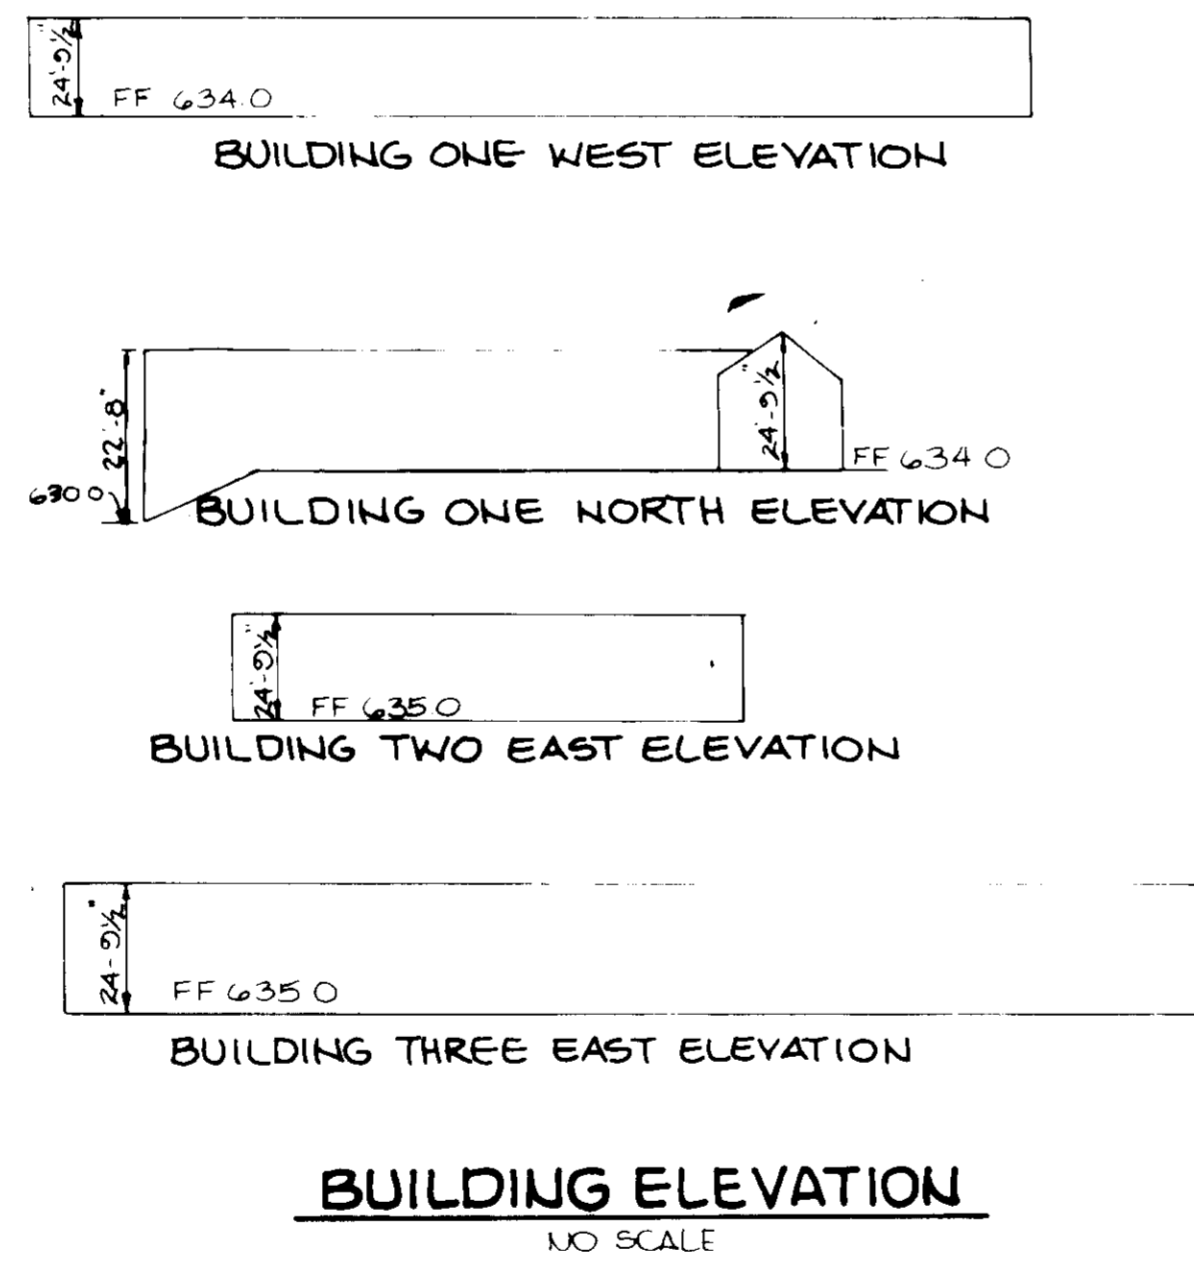 24'-9½"
FF 634.0
BUILDING ONE WEST ELEVATION
22'-8"
24'-9½"
FF 634 0
630 0
BUILDING ONE NORTH ELEVATION
24'-9½"
FF 635.0
BUILDING TWO EAST ELEVATION
24'-9½"
FF 635 0
BUILDING THREE EAST ELEVATION
BUILDING ELEVATION
NO SCALE